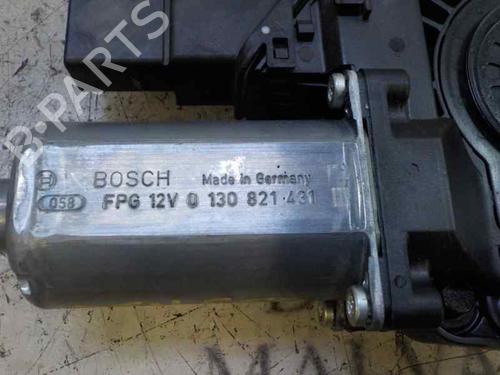 B-PARTS
BOSCH Made in Germany
058 FPG 12V 0 130 821 431